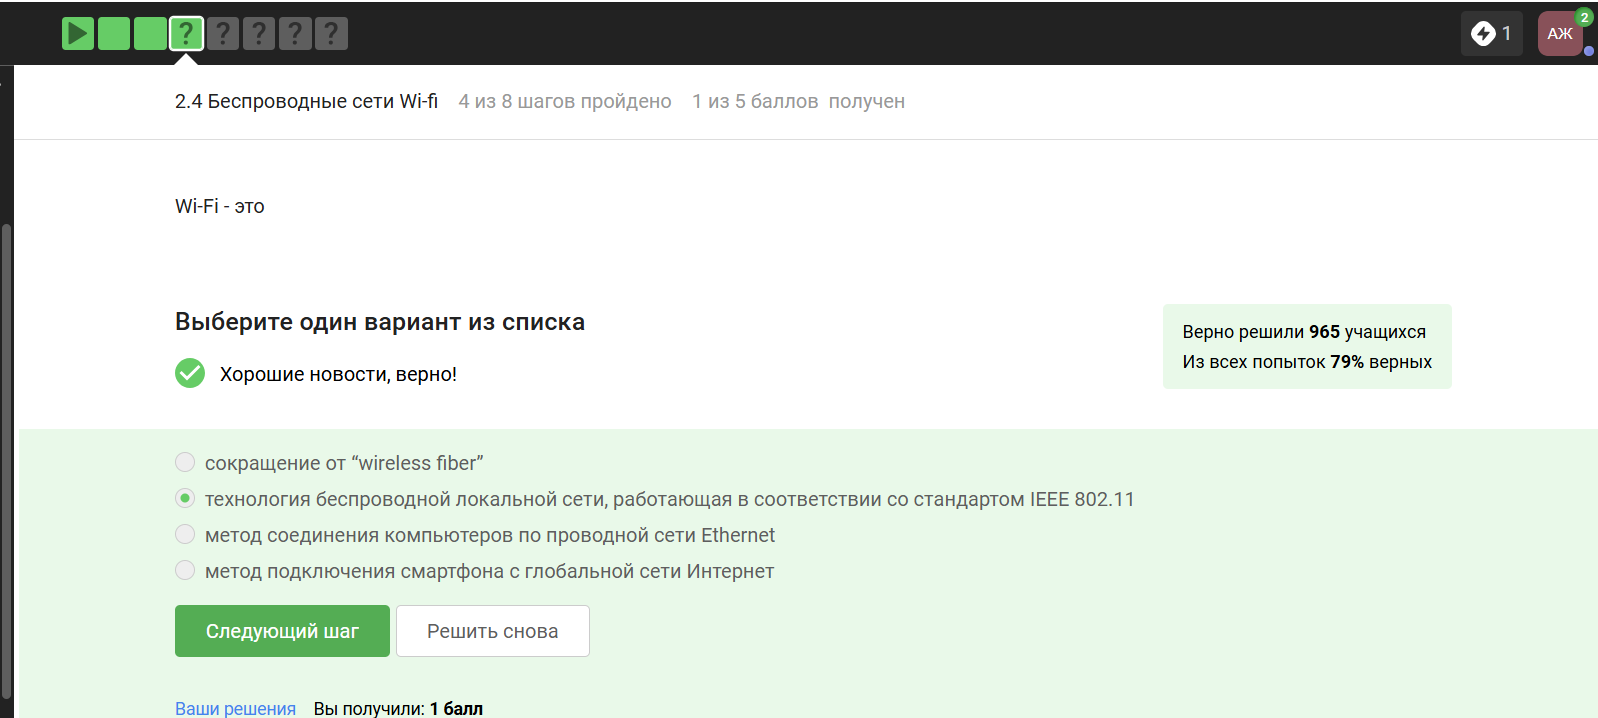 ? ? ? ? ?
1
АЖ
2
2.4 Беспроводные сети Wi-fi 4 из 8 шагов пройдено 1 из 5 баллов получен
Wi-Fi - это
Выберите один вариант из списка
Верно решили 965 учащихся
Из всех попыток 79% верных
Хорошие новости, верно!
сокращение от “wireless fiber”
технология беспроводной локальной сети, работающая в соответствии со стандартом IEEE 802.11
метод соединения компьютеров по проводной сети Ethernet
метод подключения смартфона с глобальной сети Интернет
Следующий шаг Решить снова
Ваши решения Вы получили: 1 балл